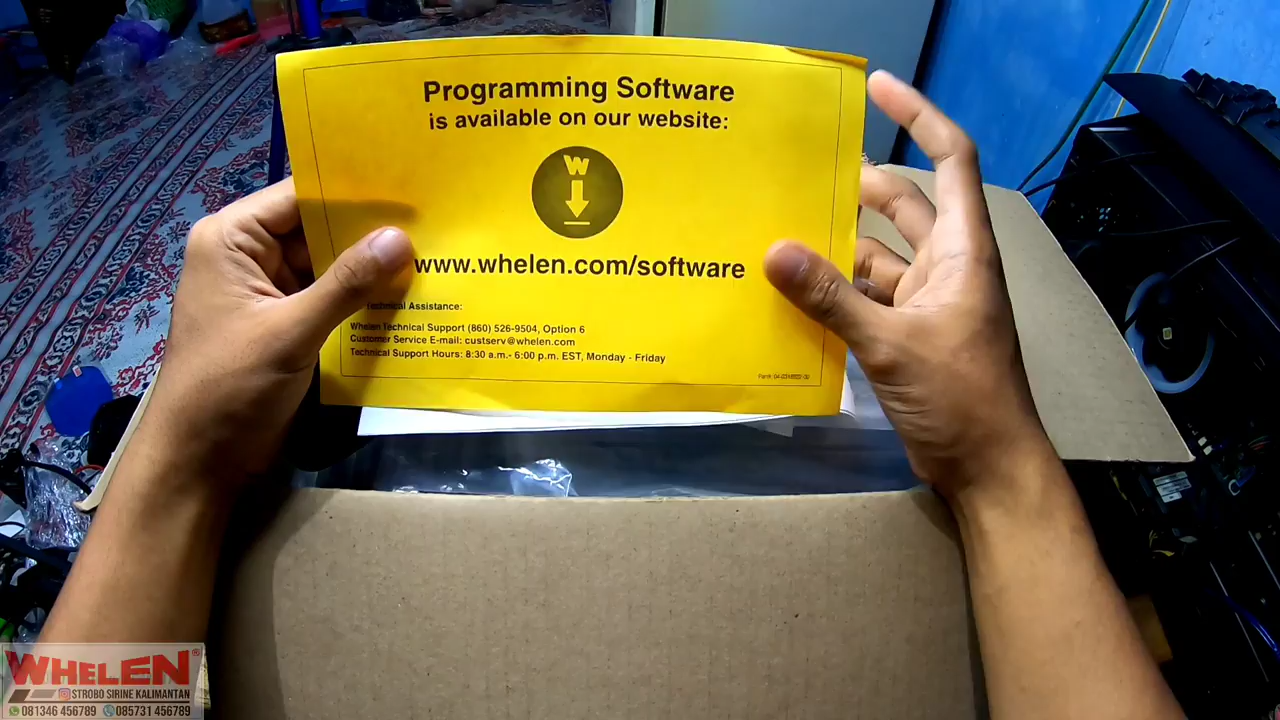 Programming Software
is available on our website:
W
www.whelen.com/software
Technical Assistance:
Whelen Technical Support (860) 526-9504, Option 6
Customer Service E-mail: custserv@whelen.com
Technical Support Hours: 8:30 a.m.- 6:00 p.m. EST, Monday - Friday
WHELEN®
STROBO SIRINE KALIMANTAN
081346 456789 085731 456789